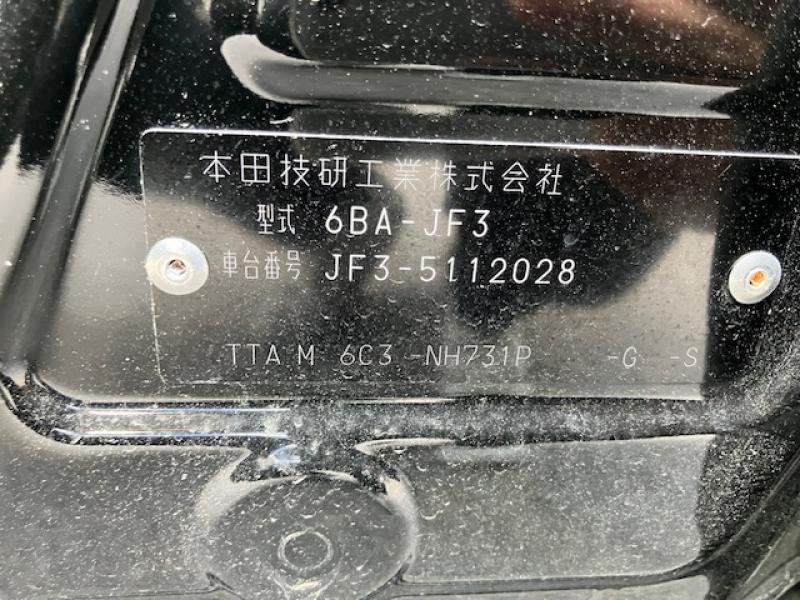 本田技研工業株式会社
型式 6BA-JF3
車台番号 JF3-5112028
TTA M 6C3 -NH731P -G -S